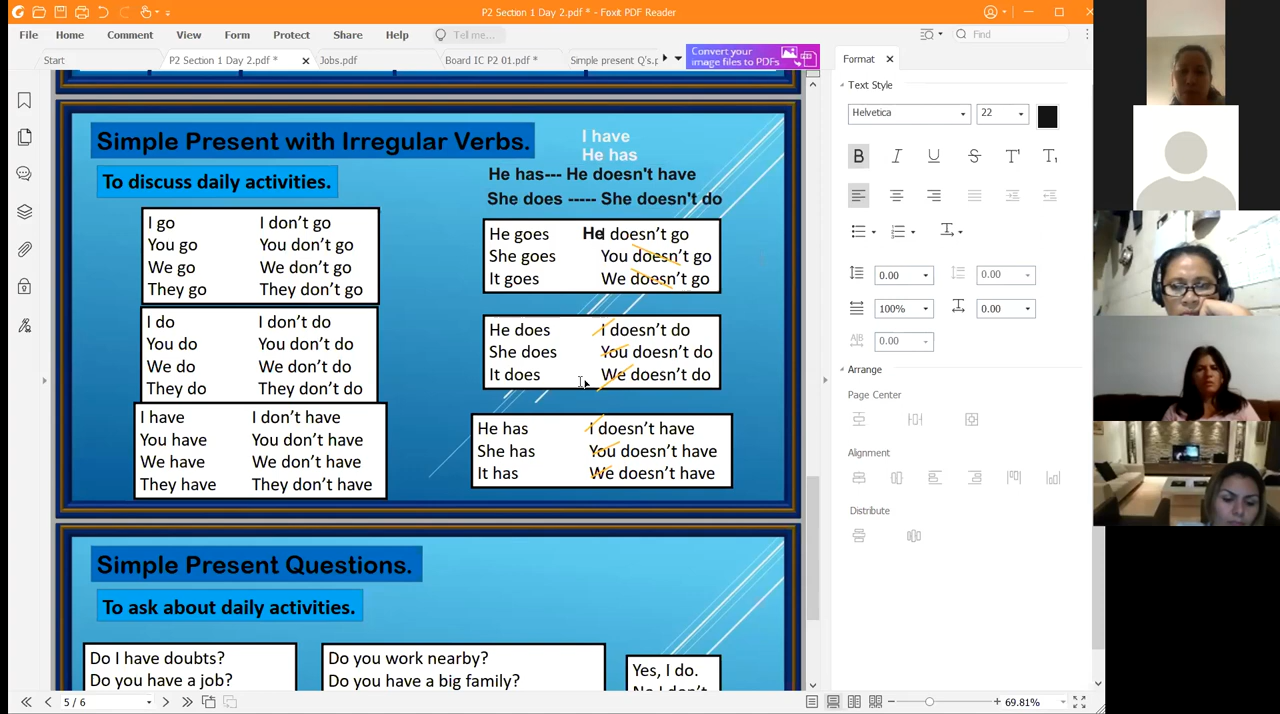 P2 Section 1 Day 2.pdf * - Foxit PDF Reader
File Home Comment View Form Protect Share Help Tell me... Find
Start P2 Section 1 Day 2.pdf * Jobs.pdf Board IC P2 01.pdf * Simple present Q's.p
Convert your
image files to PDFs
Simple Present with Irregular Verbs.
To discuss daily activities.
I have
He has
He has--- He doesn't have
She does ----- She doesn't do
I go I don't go
You go You don't go
We go We don't go
They go They don't go
He goes He I doesn't go
She goes You doesn't go
It goes We doesn't go
I do I don't do
You do You don't do
We do We don't do
They do They don't do
He does I doesn't do
She does You doesn't do
It does We doesn't do
I have I don't have
You have You don't have
We have We don't have
They have They don't have
He has I doesn't have
She has You doesn't have
It has We doesn't have
Simple Present Questions.
To ask about daily activities.
Do I have doubts?
Do you have a job?
Do you work nearby?
Do you have a big family?
Yes, I do.
No I don't
Format
Text Style
Helvetica 22
B I U S T T
0.00 0.00
100% 0.00
0.00
Arrange
Page Center
Alignment
Distribute
5 / 6
69.81%